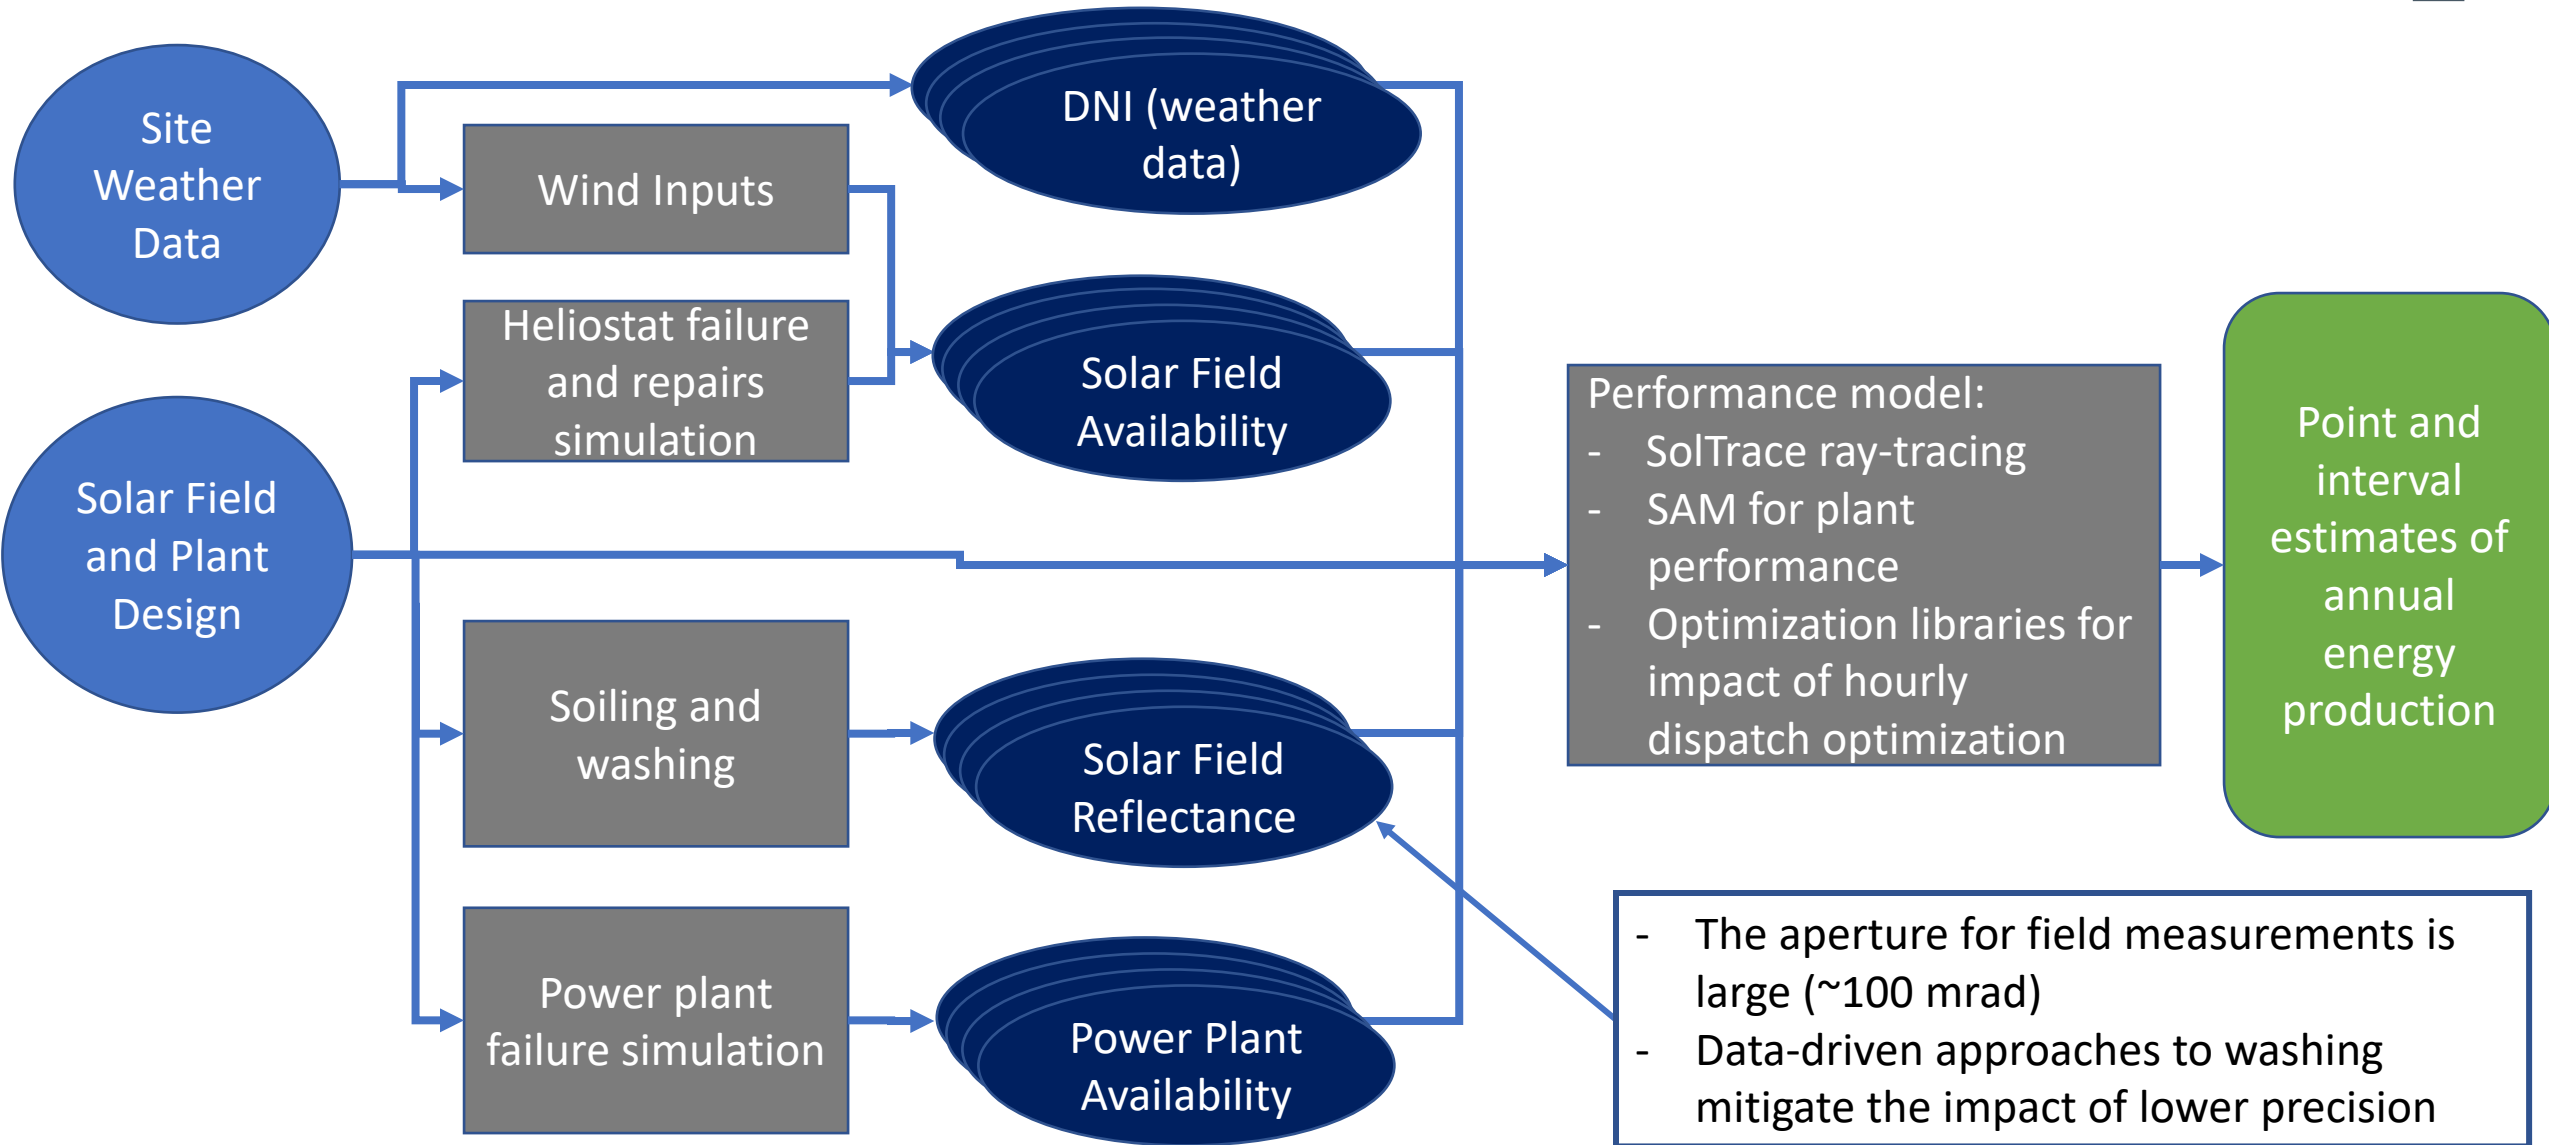 Site
Weather
Data
Wind Inputs
DNI (weather
data)
Heliostat failure
and repairs
simulation
Solar Field
Availability
Solar Field
and Plant
Design
Soiling and
washing
Solar Field
Reflectance
Power plant
failure simulation
Power Plant
Availability
Performance model:
- SolTrace ray-tracing
- SAM for plant
performance
- Optimization libraries for
impact of hourly
dispatch optimization
Point and
interval
estimates of
annual
energy
production
- The aperture for field measurements is
large (~100 mrad)
- Data-driven approaches to washing
mitigate the impact of lower precision